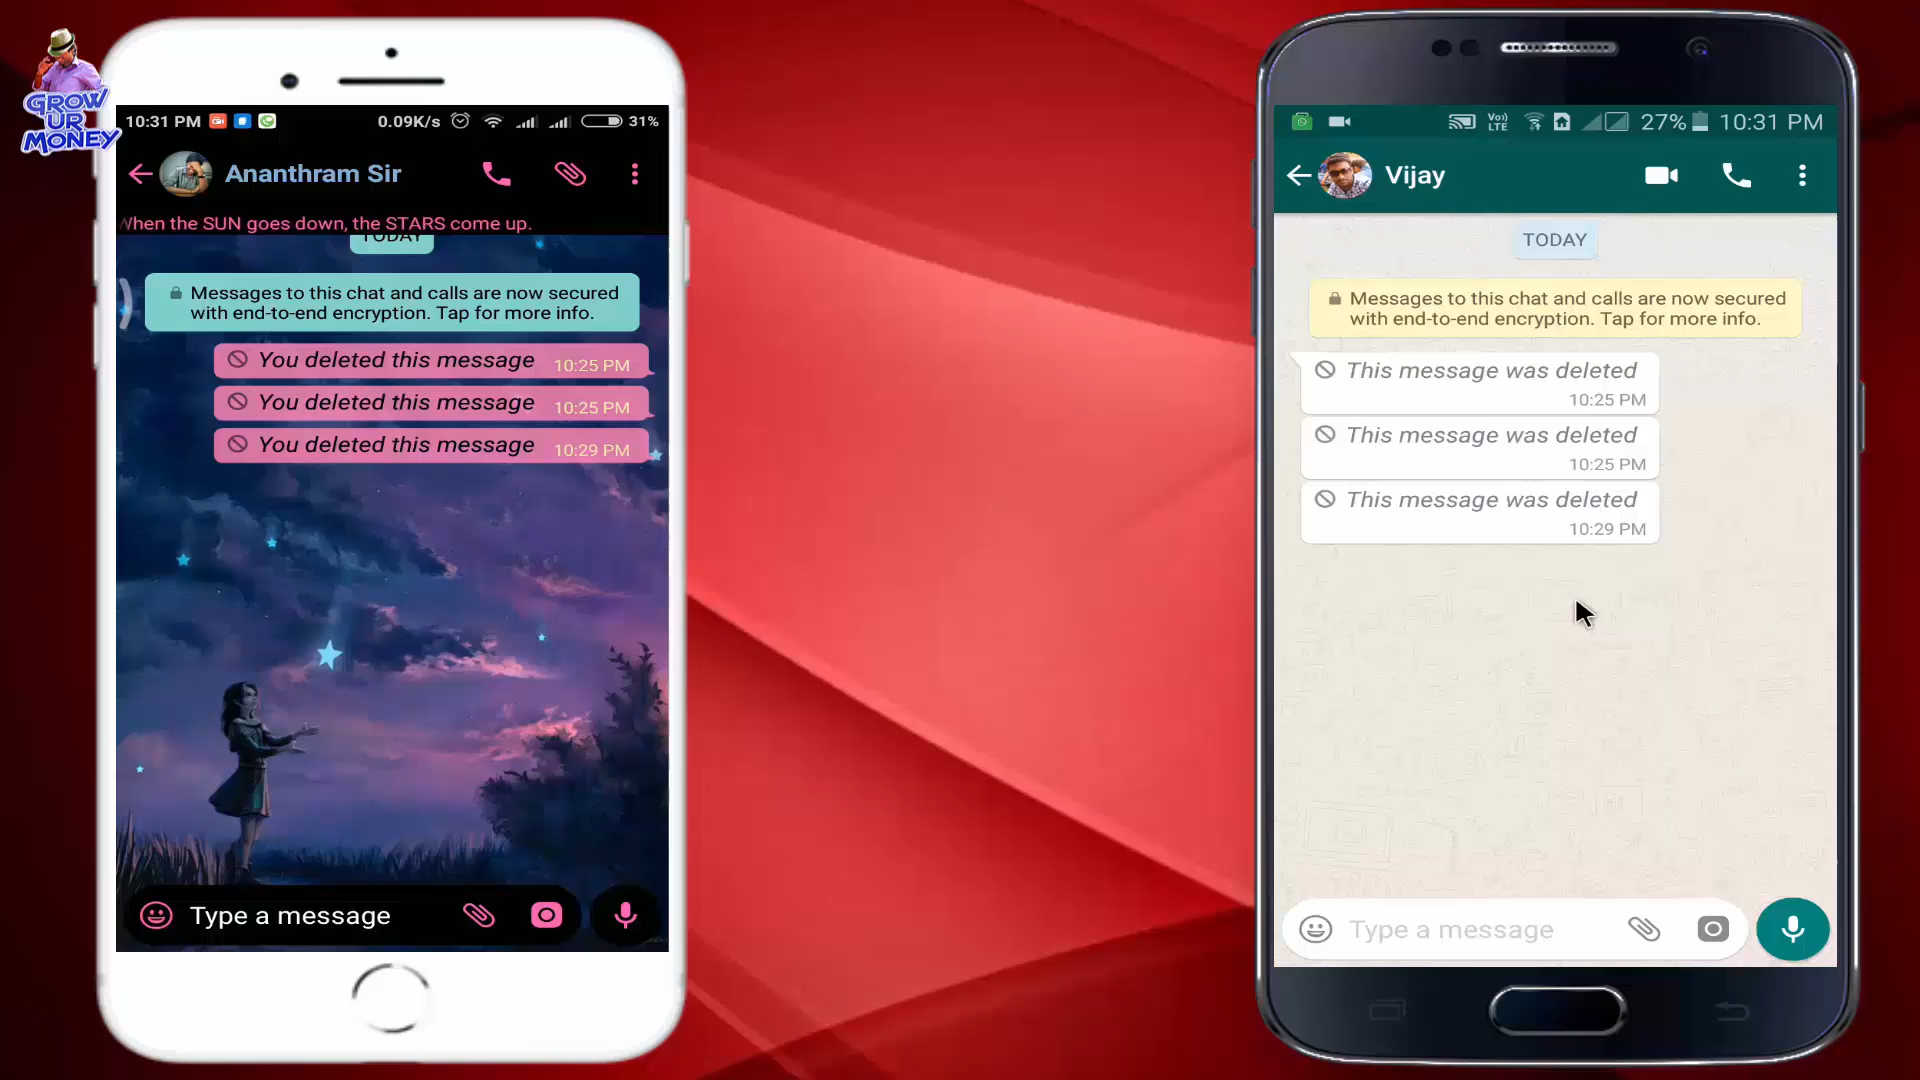 GROW
UR
MONEY
10:31 PM
0.09K/s
31%
Ananthram Sir
When the SUN goes down, the STARS come up.
TODAY
Messages to this chat and calls are now secured
with end-to-end encryption. Tap for more info.
You deleted this message 10:25 PM
You deleted this message 10:25 PM
You deleted this message 10:29 PM
Type a message
Vo))
LTE
27%
10:31 PM
Vijay
TODAY
Messages to this chat and calls are now secured
with end-to-end encryption. Tap for more info.
This message was deleted
10:25 PM
This message was deleted
10:25 PM
This message was deleted
10:29 PM
Type a message